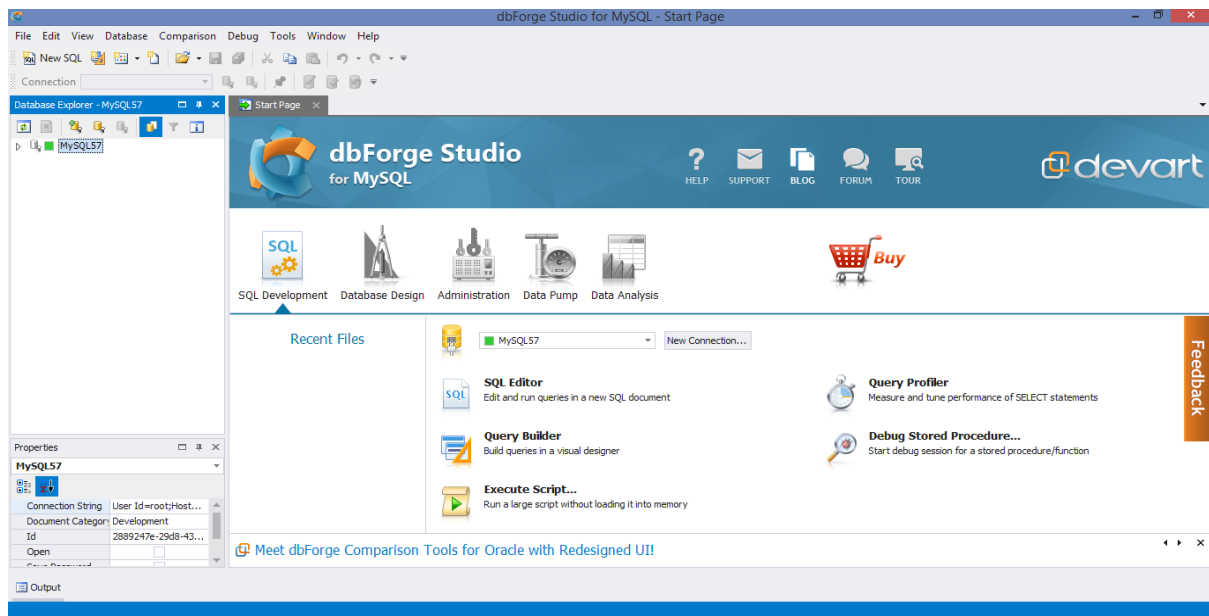 dbForge Studio for MySQL - Start Page
File Edit View Database Comparison Debug Tools Window Help
New SQL
Connection
Database Explorer - MySQL57
Start Page
MySQL57
dbForge Studio
for MySQL
HELP SUPPORT BLOG FORUM TOUR
devart
SQL
Buy
SQL Development Database Design Administration Data Pump Data Analysis
Recent Files
MySQL57
New Connection...
SQL
SQL Editor
Edit and run queries in a new SQL document
Query Profiler
Measure and tune performance of SELECT statements
Query Builder
Build queries in a visual designer
Debug Stored Procedure...
Start debug session for a stored procedure/function
Execute Script...
Run a large script without loading it into memory
Feedback
Properties
MySQL57
Connection String User Id=root;Host...
Document Category Development
Id 2889247e-29d8-43...
Open
Meet dbForge Comparison Tools for Oracle with Redesigned UI!
Output